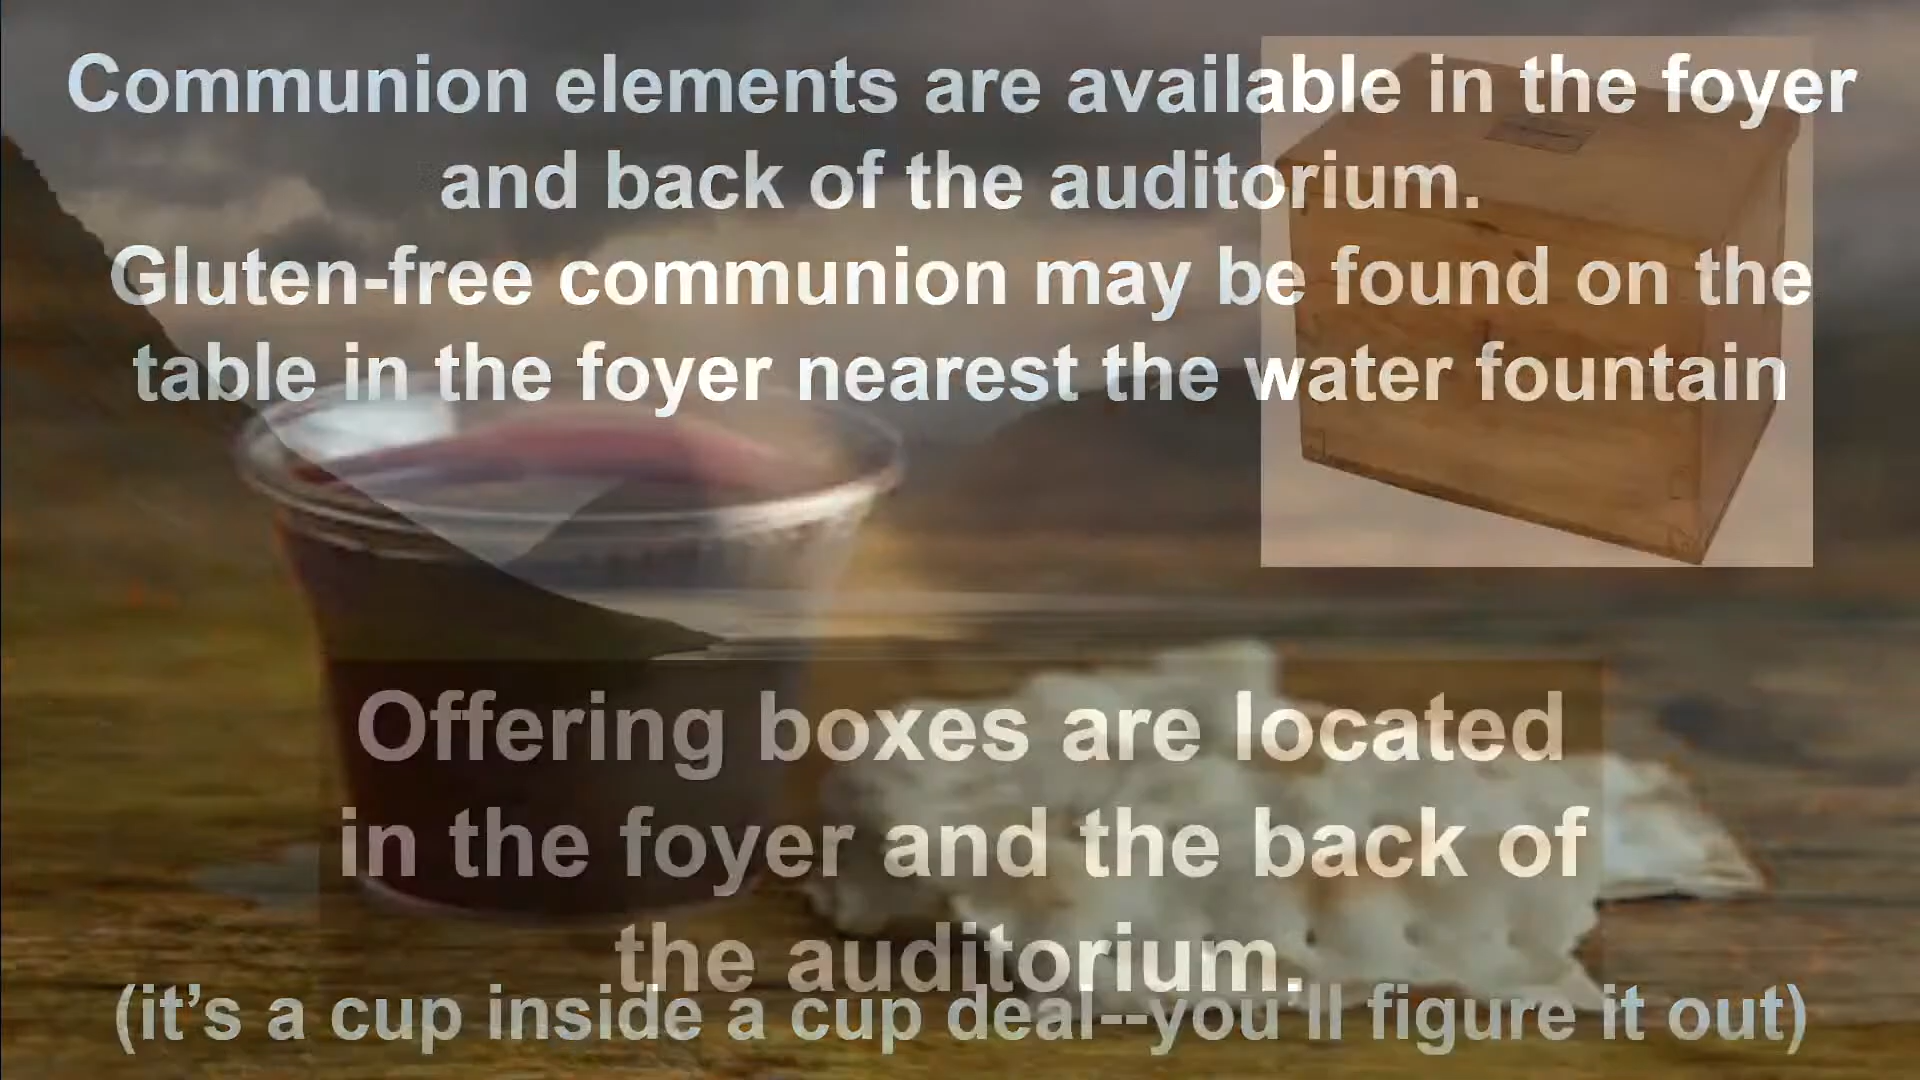 Communion elements are available in the foyer
and back of the auditorium.
Gluten-free communion may be found on the
table in the foyer nearest the water fountain
Offering boxes are located
in the foyer and the back of
the auditorium.
(it’s a cup inside a cup deal--you’ll figure it out)